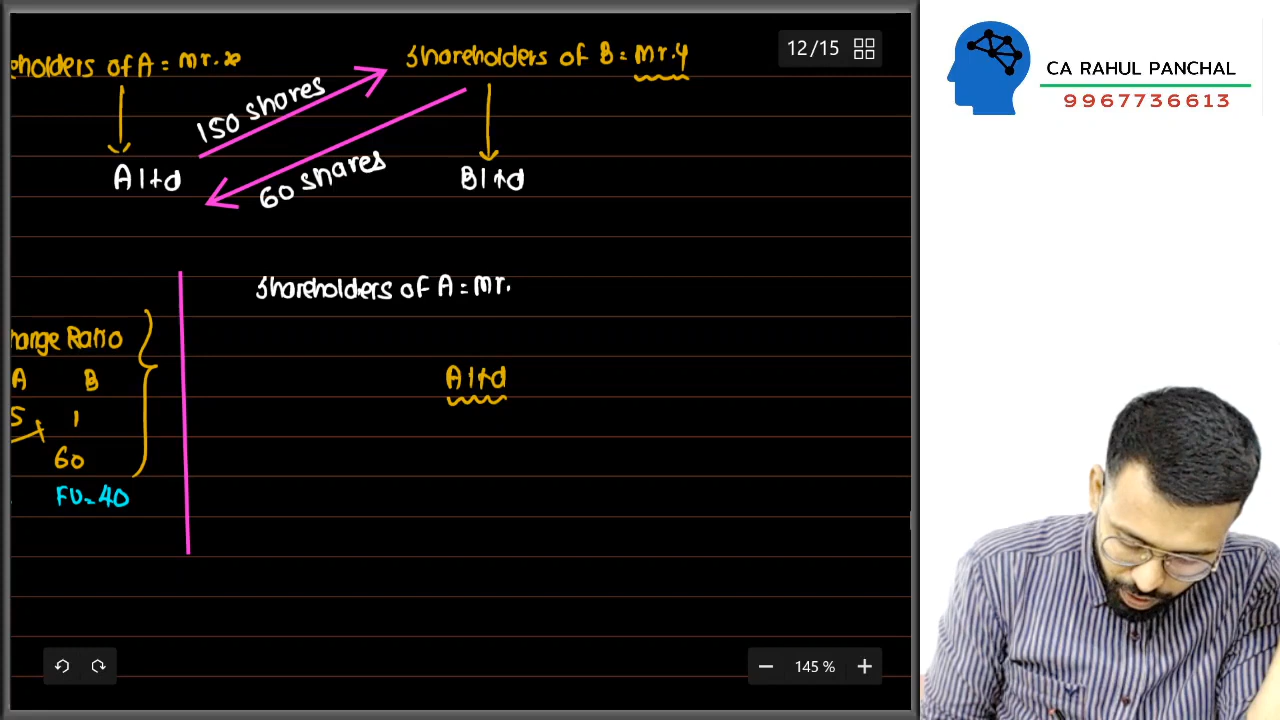 eholders of A = mr. x
Shareholders of B = mr. y
12/15
150 shares
60 shares
A ltd
B ltd
CA RAHUL PANCHAL
9967736613
Shareholders of A = mr.
hange Ratio
A B
5 1
60
FV = 40
A ltd
145 %